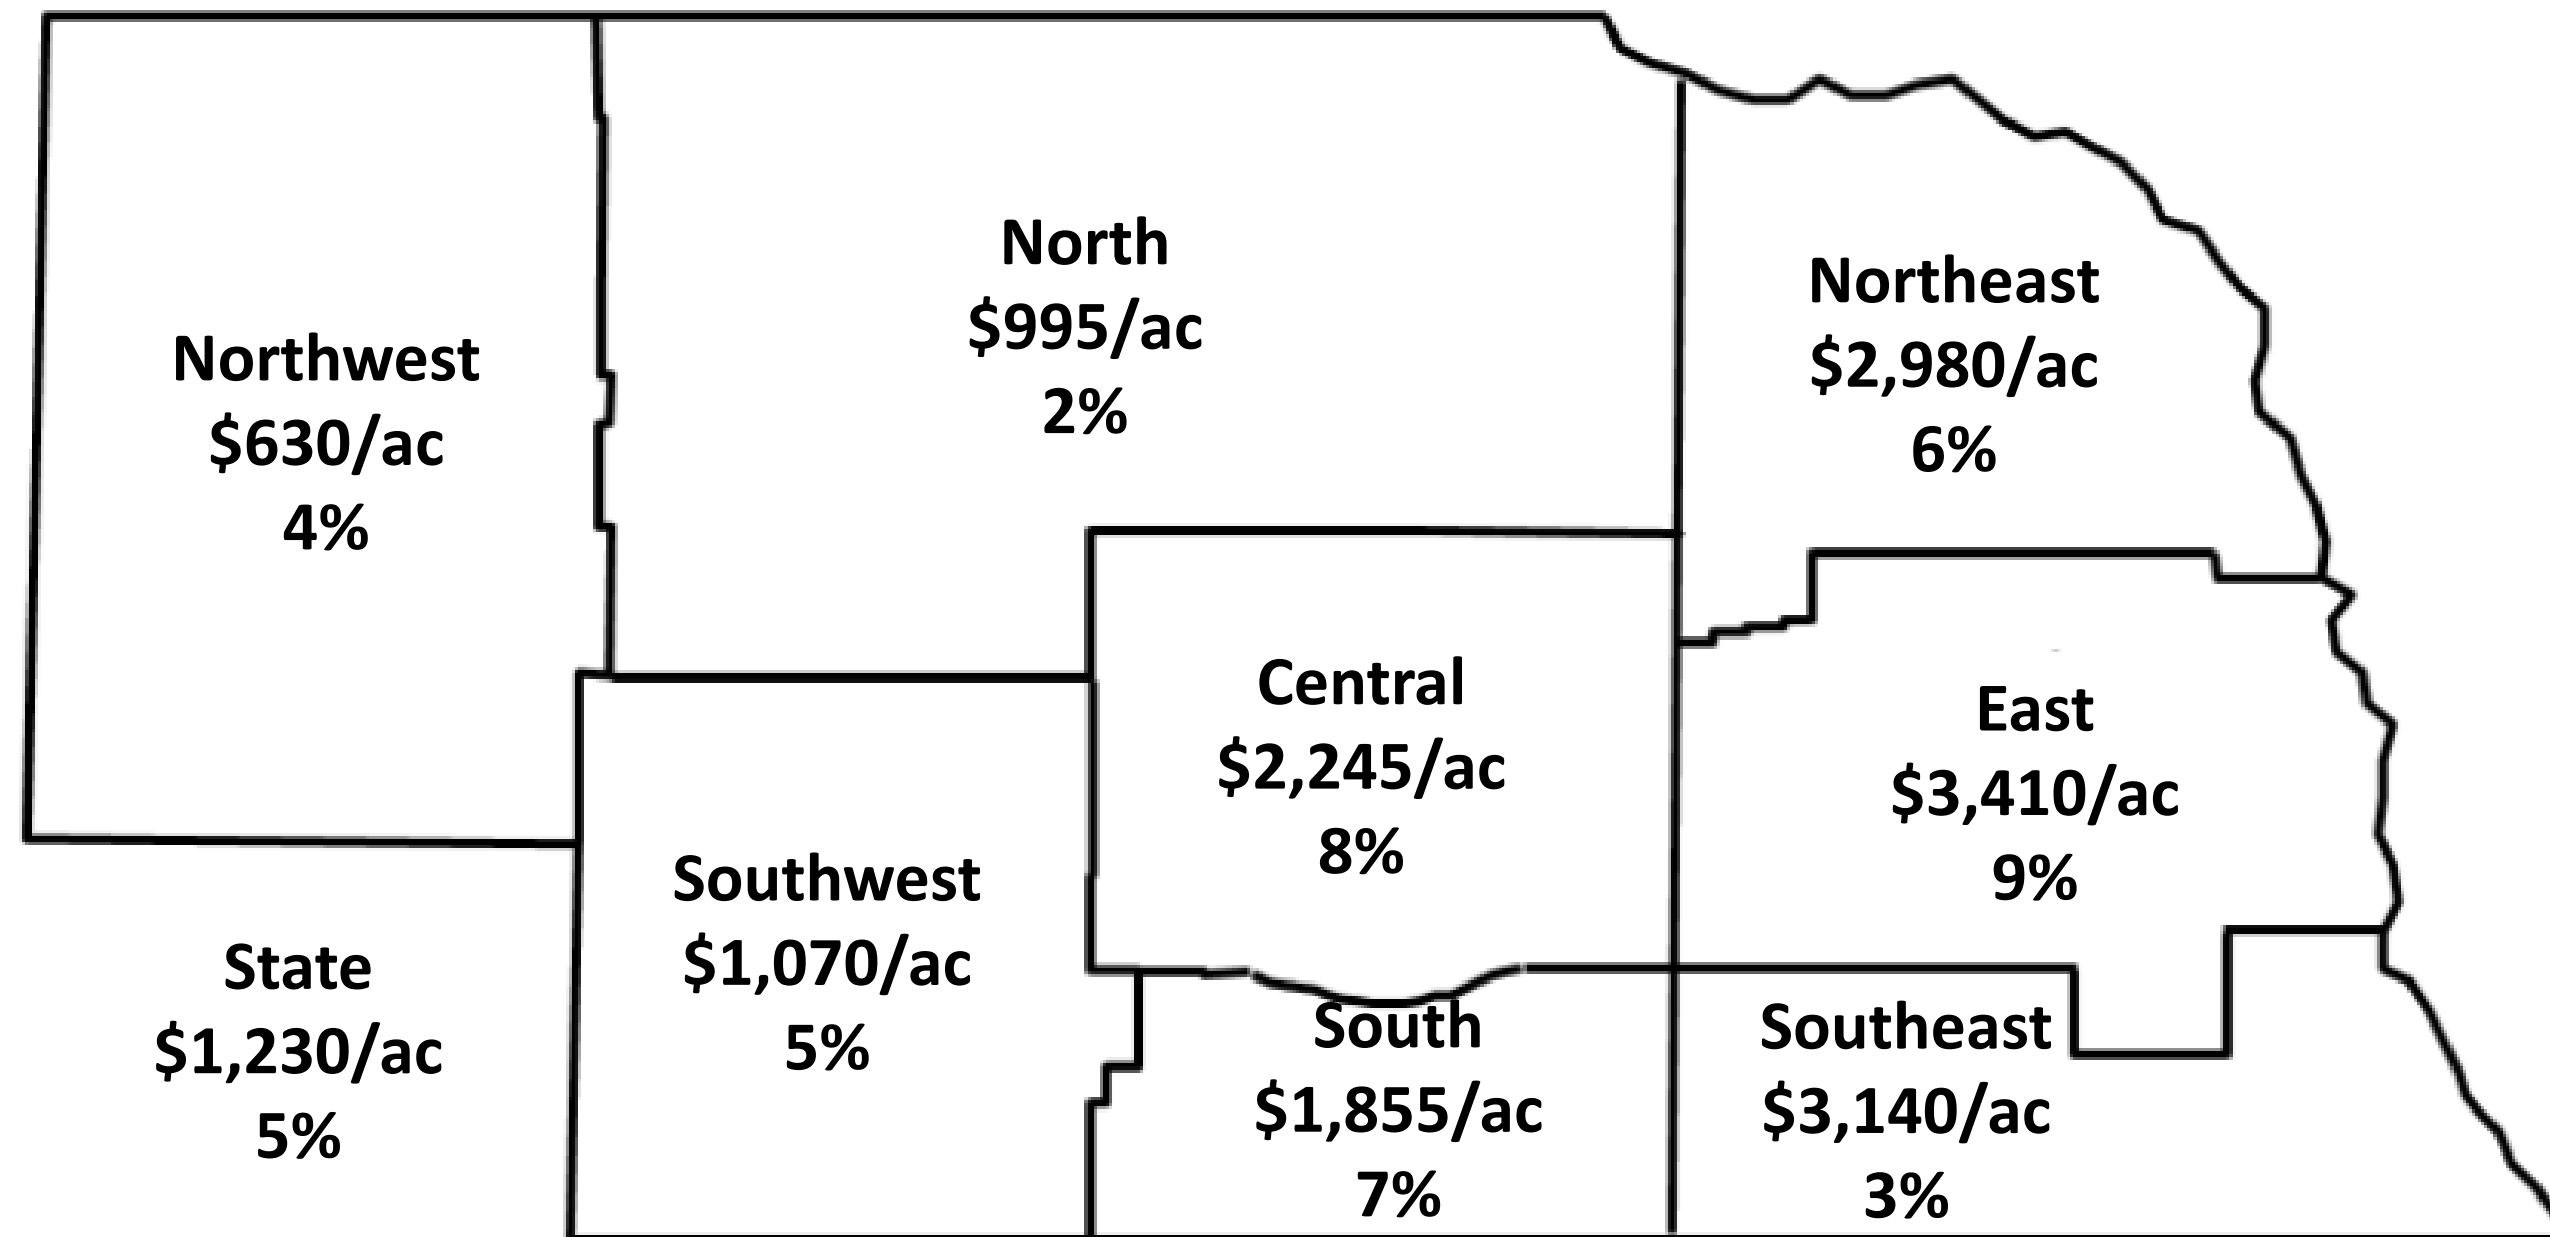 North
$995/ac
2%
Northeast
$2,980/ac
6%
Northwest
$630/ac
4%
Central
$2,245/ac
8%
East
$3,410/ac
9%
Southwest
$1,070/ac
5%
State
$1,230/ac
5%
South
$1,855/ac
7%
Southeast
$3,140/ac
3%